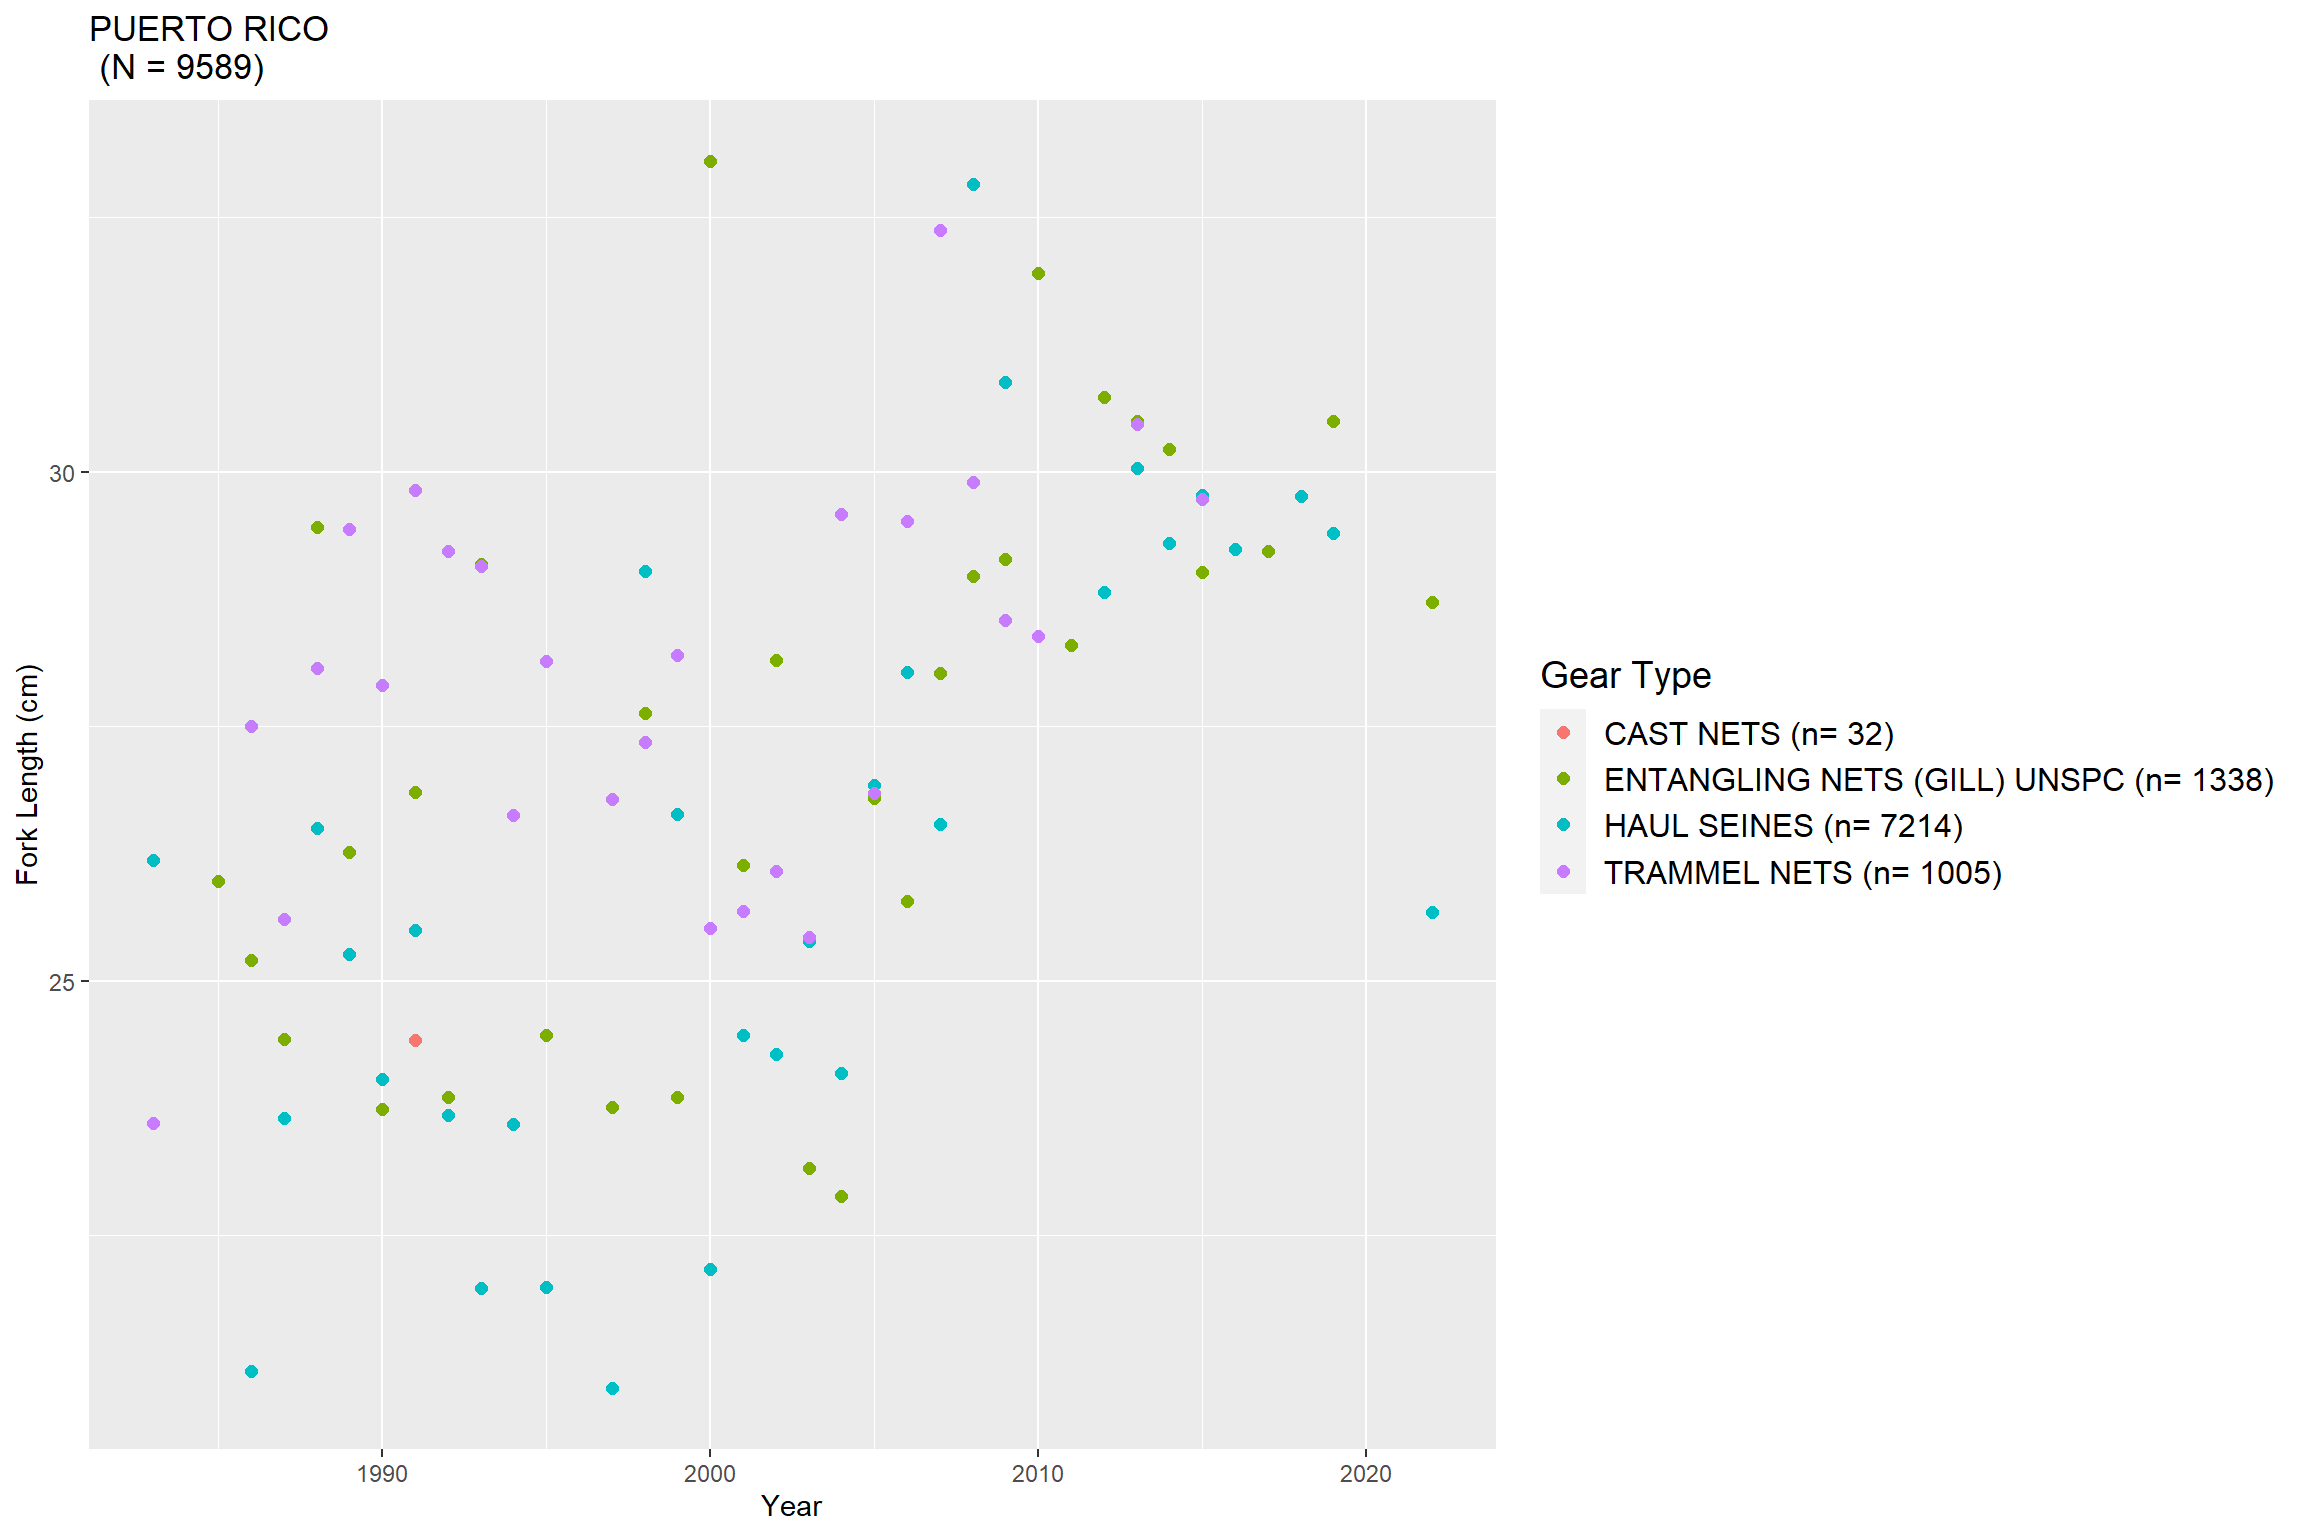 PUERTO RICO
(N = 9589)
30
25
Fork Length (cm)
1990
2000
2010
2020
Year
Gear Type
CAST NETS (n= 32)
ENTANGLING NETS (GILL) UNSPC (n= 1338)
HAUL SEINES (n= 7214)
TRAMMEL NETS (n= 1005)